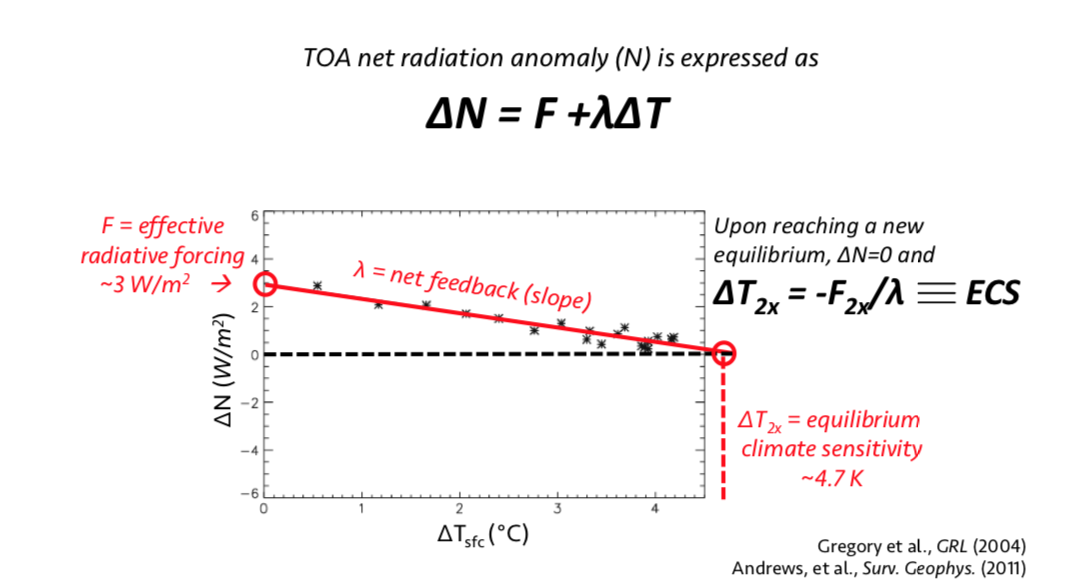 TOA net radiation anomaly (N) is expressed as
ΔN = F +λΔT
F = effective
radiative forcing
~3 W/m² →
λ = net feedback (slope)
Upon reaching a new
equilibrium, ΔN=0 and
ΔT₂ₓ = -F₂ₓ/λ ≡ ECS
ΔN (W/m²)
6
4
2
0
−2
−4
−6
0 1 2 3 4
ΔTsfc (°C)
ΔT₂ₓ = equilibrium
climate sensitivity
~4.7 K
Gregory et al., GRL (2004)
Andrews, et al., Surv. Geophys. (2011)